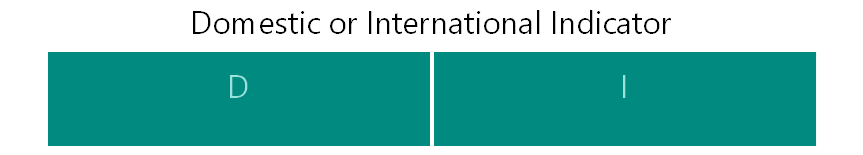 Domestic or International Indicator
D I